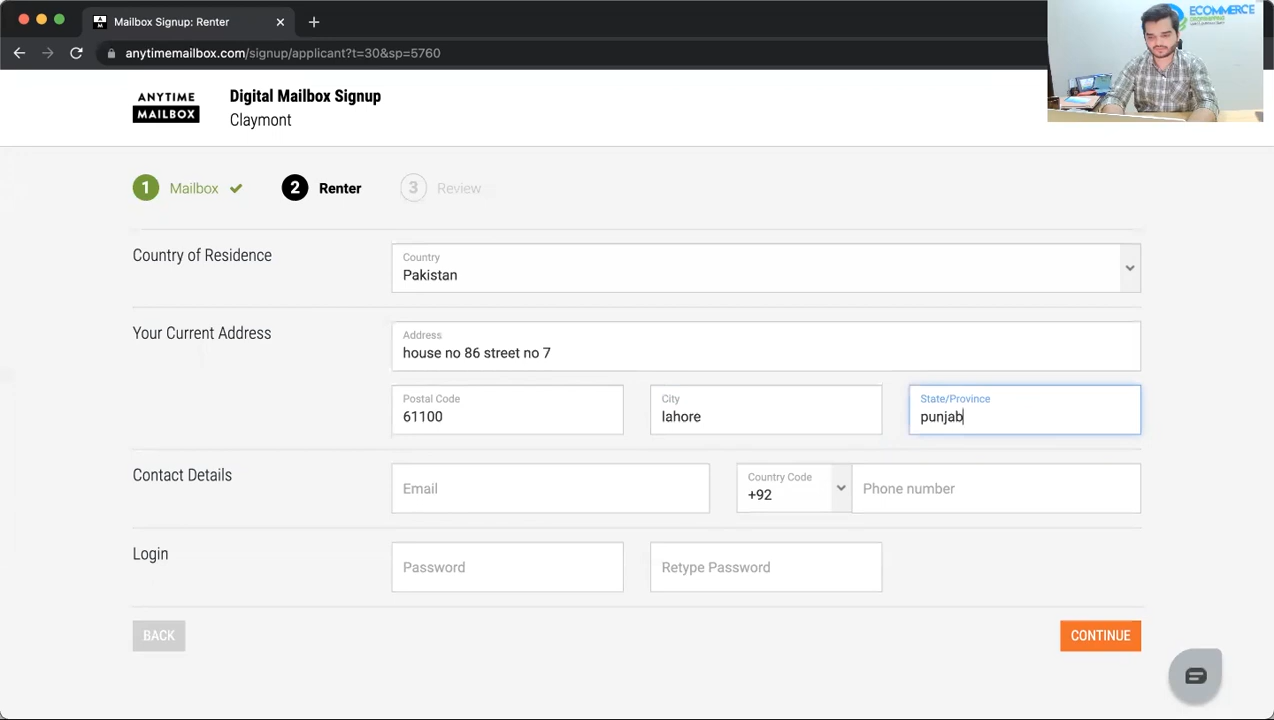 Mailbox Signup: Renter
anytimemailbox.com/signup/applicant?t=30&sp=5760
ECOMMERCE
ANYTIME
MAILBOX
Digital Mailbox Signup
Claymont
1 Mailbox
2 Renter
3 Review
Country of Residence
Country
Pakistan
Your Current Address
Address
house no 86 street no 7
Postal Code
61100
City
lahore
State/Province
punjab
Contact Details
Email
Country Code
+92
Phone number
Login
Password
Retype Password
BACK
CONTINUE